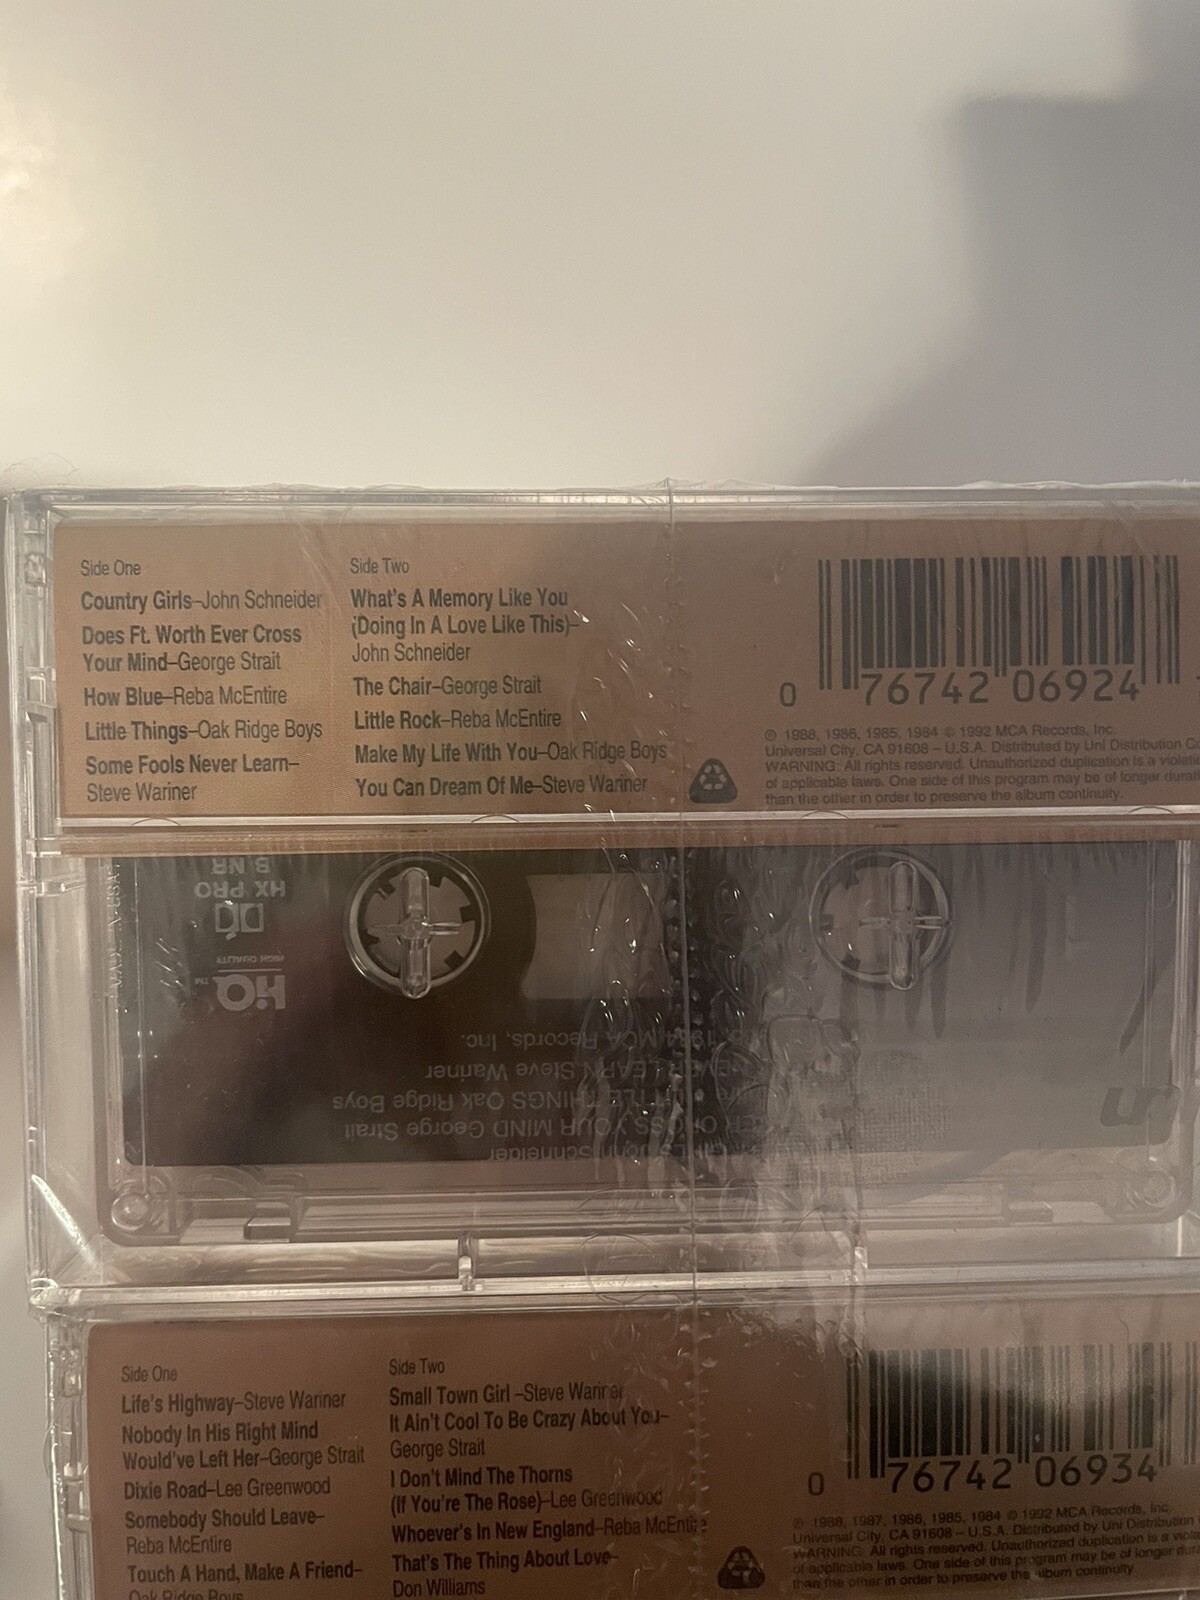 Side One
Country Girls–John Schneider
Does Ft. Worth Ever Cross
Your Mind–George Strait
How Blue–Reba McEntire
Little Things–Oak Ridge Boys
Some Fools Never Learn–
Steve Wariner
Side Two
What's A Memory Like You
(Doing In A Love Like This)–
John Schneider
The Chair–George Strait
Little Rock–Reba McEntire
Make My Life With You–Oak Ridge Boys
You Can Dream Of Me–Steve Wariner
0 76742 06924
℗ 1988, 1986, 1985, 1984 © 1992 MCA Records, Inc.
Universal City, CA 91608 – U.S.A. Distributed by Uni Distribution
WARNING: All rights reserved. Unauthorized duplication is a
of applicable laws. One side of this program may be of longer
than the other in order to preserve the album continuity.
MADE IN USA
B NR
HX PRO
HIGH QUALITY
HQ™
1984 MCA Records, Inc.
LEARN Steve Wariner
THINGS Oak Ridge Boys
YOUR MIND George Strait
John Schneider
Side One
Life's Highway–Steve Wariner
Nobody In His Right Mind
Would've Left Her–George Strait
Dixie Road–Lee Greenwood
Somebody Should Leave–
Reba McEntire
Touch A Hand, Make A Friend–
Oak Ridge Boys
Side Two
Small Town Girl–Steve Wariner
It Ain't Cool To Be Crazy About You–
George Strait
I Don't Mind The Thorns
(If You're The Rose)–Lee Greenwood
Whoever's In New England–Reba McEntire
That's The Thing About Love–
Don Williams
0 76742 06934
℗ 1988, 1987, 1986, 1985, 1984 © 1992 MCA Records, Inc.
Universal City, CA 91608 – U.S.A. Distributed by Uni Distribution
WARNING: All rights reserved. Unauthorized duplication is a
of applicable laws. One side of this program may be of longer
than the other in order to preserve the album continuity.